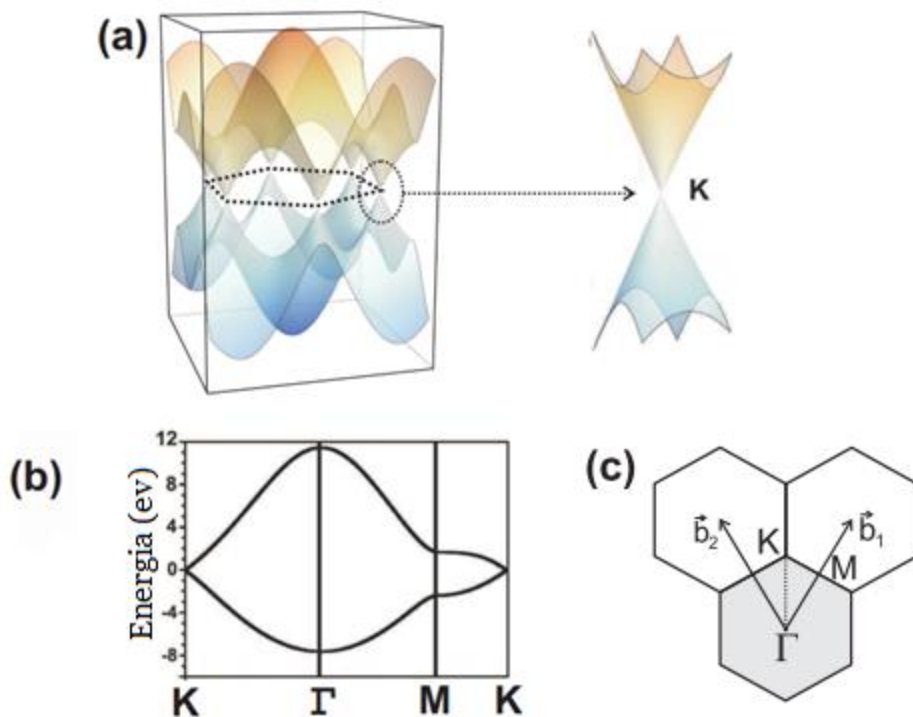 (a)
K
(b)
Energia (ev)
12
8
4
0
-4
-8
K Γ M K
(c)
b⃗₂ K b⃗₁
M
Γ